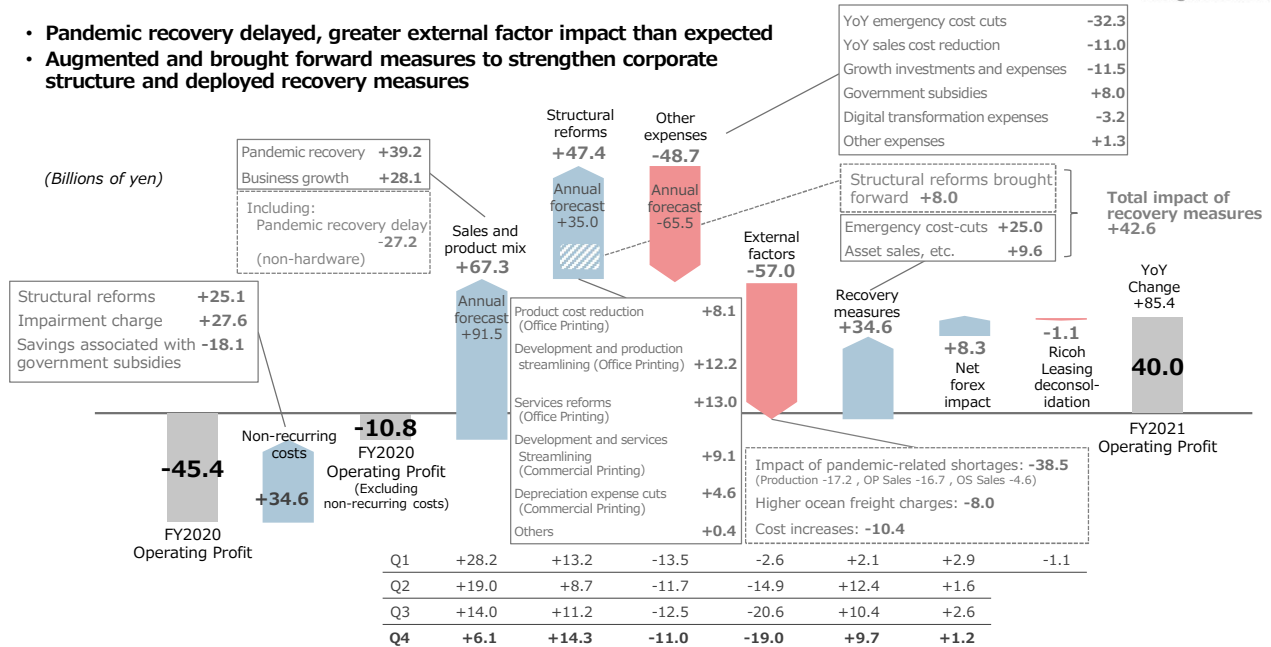 • Pandemic recovery delayed, greater external factor impact than expected
• Augmented and brought forward measures to strengthen corporate
structure and deployed recovery measures
(Billions of yen)
YoY emergency cost cuts -32.3
YoY sales cost reduction -11.0
Growth investments and expenses -11.5
Government subsidies +8.0
Digital transformation expenses -3.2
Other expenses +1.3
Structural
reforms
+47.4
Annual
forecast
+35.0
Other
expenses
-48.7
Annual
forecast
-65.5
Pandemic recovery +39.2
Business growth +28.1
Including:
Pandemic recovery delay
-27.2
(non-hardware)
Sales and
product mix
+67.3
Annual
forecast
+91.5
Structural reforms brought
forward +8.0
Emergency cost-cuts +25.0
Asset sales, etc. +9.6
Total impact of
recovery measures
+42.6
External
factors
-57.0
Recovery
measures
+34.6
+8.3
Net
forex
impact
-1.1
Ricoh
Leasing
deconsol-
idation
YoY
Change
+85.4
40.0
FY2021
Operating Profit
Structural reforms +25.1
Impairment charge +27.6
Savings associated with -18.1
government subsidies
-45.4
FY2020
Operating Profit
Non-recurring
costs
+34.6
-10.8
FY2020
Operating Profit
(Excluding
non-recurring costs)
Product cost reduction +8.1
(Office Printing)
Development and production
streamlining (Office Printing) +12.2
Services reforms +13.0
(Office Printing)
Development and services
Streamlining +9.1
(Commercial Printing)
Depreciation expense cuts +4.6
(Commercial Printing)
Others +0.4
Impact of pandemic-related shortages: -38.5
(Production -17.2 , OP Sales -16.7 , OS Sales -4.6)
Higher ocean freight charges: -8.0
Cost increases: -10.4
Q1 +28.2 +13.2 -13.5 -2.6 +2.1 +2.9 -1.1
Q2 +19.0 +8.7 -11.7 -14.9 +12.4 +1.6
Q3 +14.0 +11.2 -12.5 -20.6 +10.4 +2.6
Q4 +6.1 +14.3 -11.0 -19.0 +9.7 +1.2